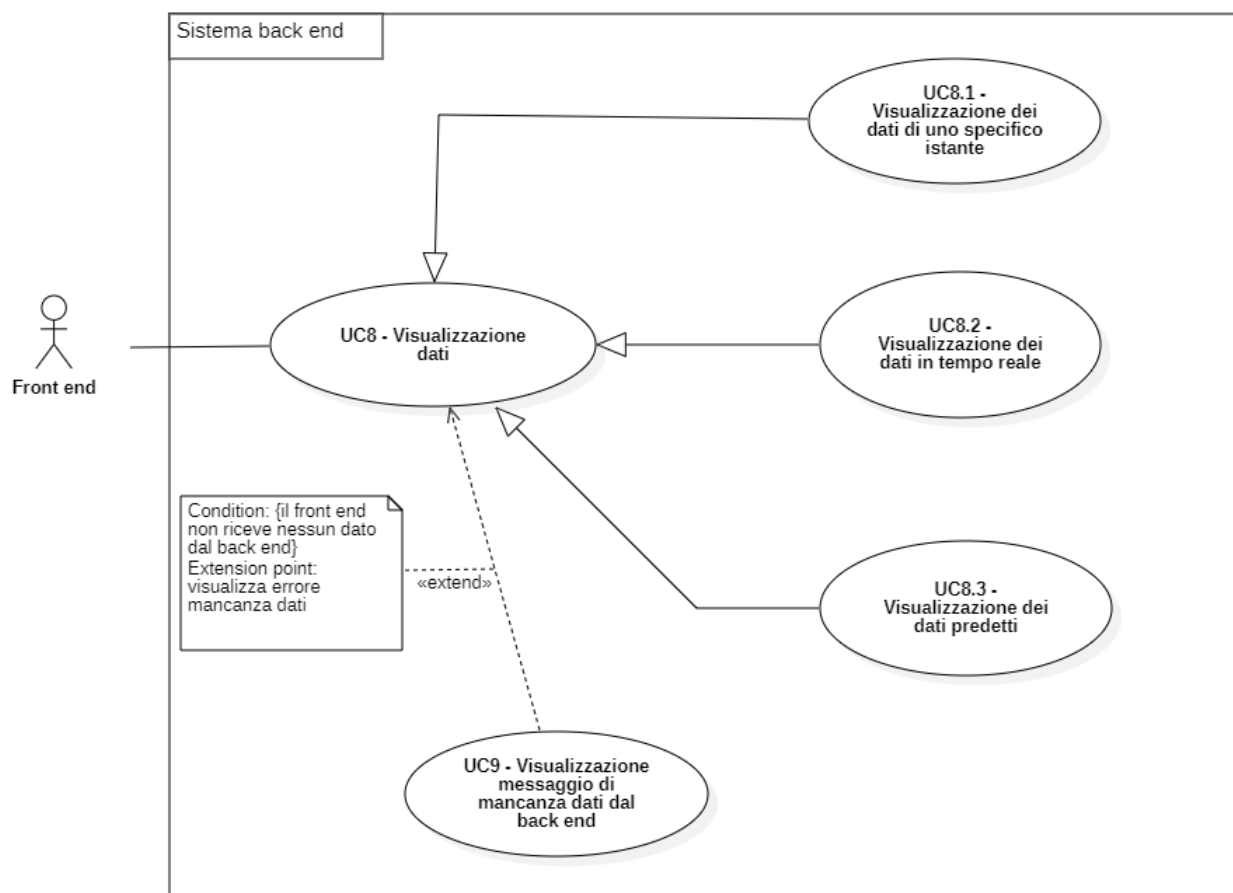 Sistema back end
UC8.1 -
Visualizzazione dei
dati di uno specifico
istante
UC8 - Visualizzazione
dati
UC8.2 -
Visualizzazione dei
dati in tempo reale
Front end
Condition: {il front end
non riceve nessun dato
dal back end}
Extension point:
visualizza errore
mancanza dati
«extend»
UC8.3 -
Visualizzazione dei
dati predetti
UC9 - Visualizzazione
messaggio di
mancanza dati dal
back end